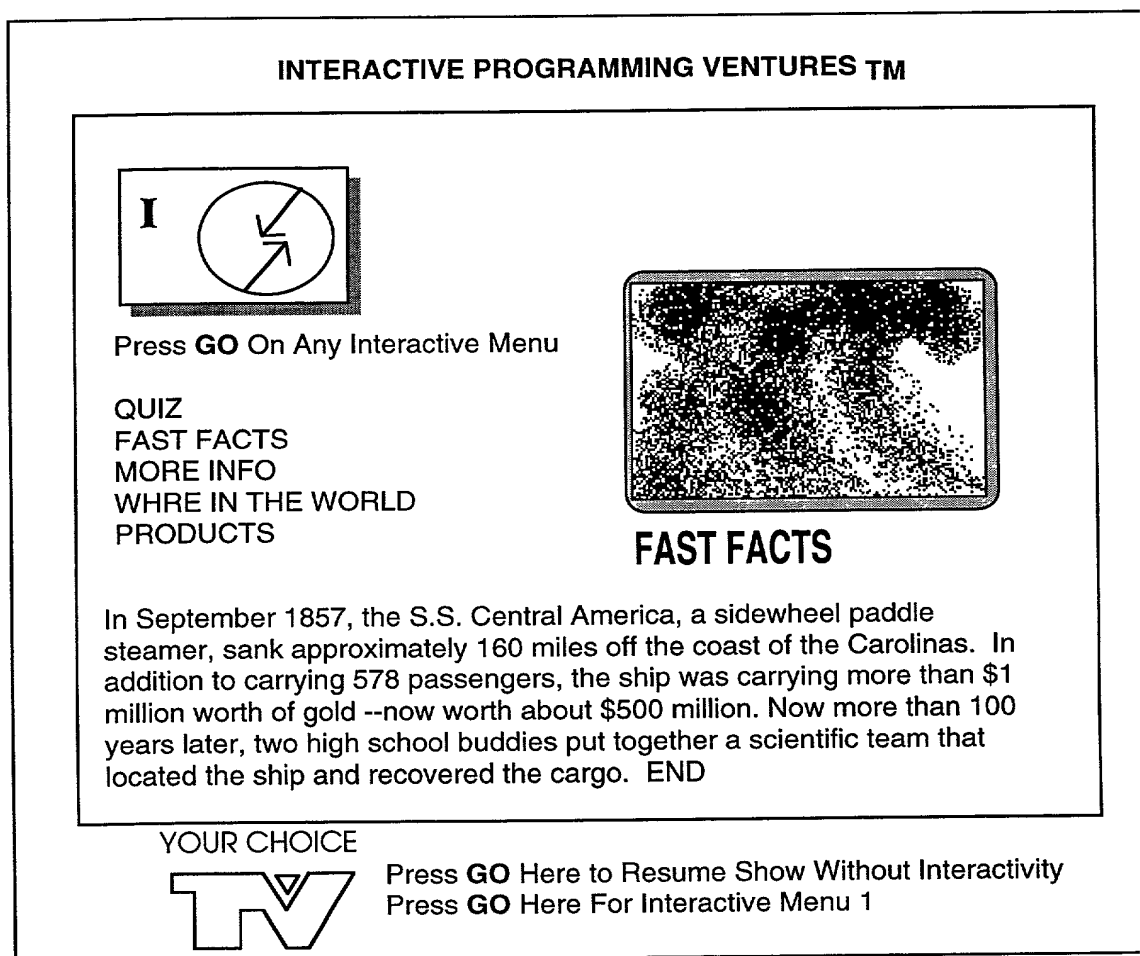 INTERACTIVE PROGRAMMING VENTURES TM
I
Press GO On Any Interactive Menu
QUIZ
FAST FACTS
MORE INFO
WHRE IN THE WORLD
PRODUCTS
FAST FACTS
In September 1857, the S.S. Central America, a sidewheel paddle
steamer, sank approximately 160 miles off the coast of the Carolinas. In
addition to carrying 578 passengers, the ship was carrying more than $1
million worth of gold --now worth about $500 million. Now more than 100
years later, two high school buddies put together a scientific team that
located the ship and recovered the cargo. END
YOUR CHOICE
TV
Press GO Here to Resume Show Without Interactivity
Press GO Here For Interactive Menu 1